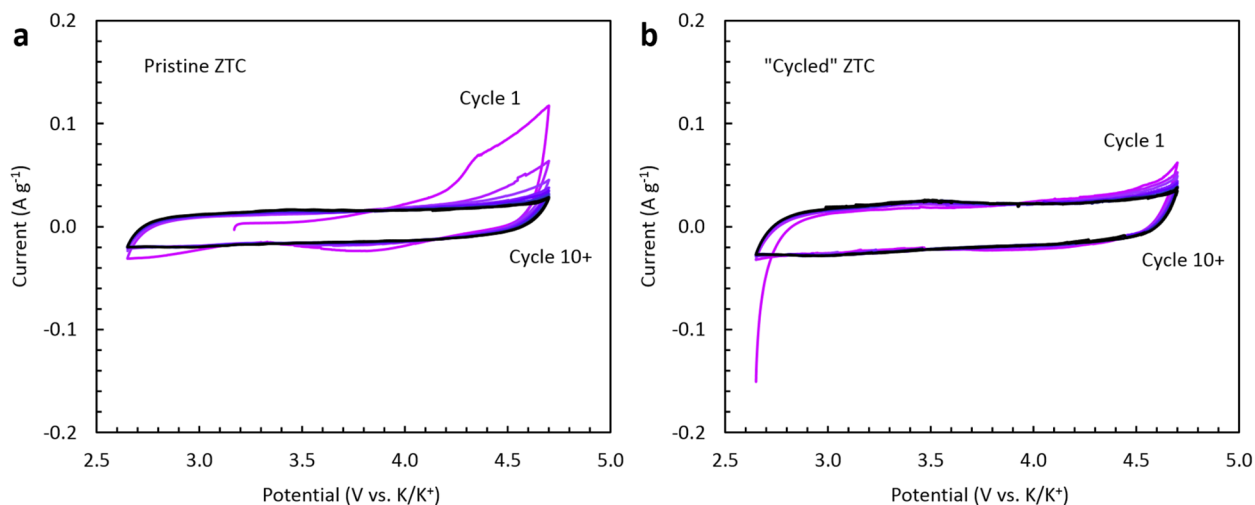 a
Pristine ZTC
Cycle 1
Cycle 10+
0.2
0.1
0.0
-0.1
-0.2
Current (A g⁻¹)
2.5 3.0 3.5 4.0 4.5 5.0
Potential (V vs. K/K⁺)
b
"Cycled" ZTC
Cycle 1
Cycle 10+
0.2
0.1
0.0
-0.1
-0.2
Current (A g⁻¹)
2.5 3.0 3.5 4.0 4.5 5.0
Potential (V vs. K/K⁺)